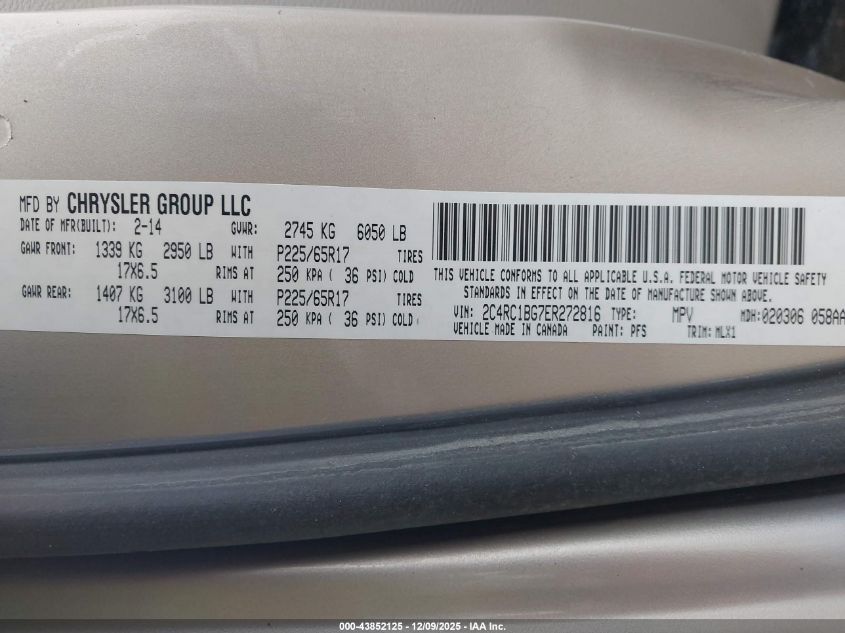 MFD BY CHRYSLER GROUP LLC
DATE OF MFR(BUILT): 2-14 GVWR: 2745 KG 6050 LB
GAWR FRONT: 1339 KG 2950 LB WITH P225/65R17 TIRES
17X6.5 RIMS AT 250 KPA ( 36 PSI) COLD
GAWR REAR: 1407 KG 3100 LB WITH P225/65R17 TIRES
17X6.5 RIMS AT 250 KPA ( 36 PSI) COLD
THIS VEHICLE CONFORMS TO ALL APPLICABLE U.S.A. FEDERAL MOTOR VEHICLE SAFETY
STANDARDS IN EFFECT ON THE DATE OF MANUFACTURE SHOWN ABOVE.
VIN: 2C4RC1BG7ER272816 TYPE: MPV MDH:020306 058AA
VEHICLE MADE IN CANADA PAINT: PFS TRIM: MLX1
000-43852125 - 12/09/2025 - IAA Inc.